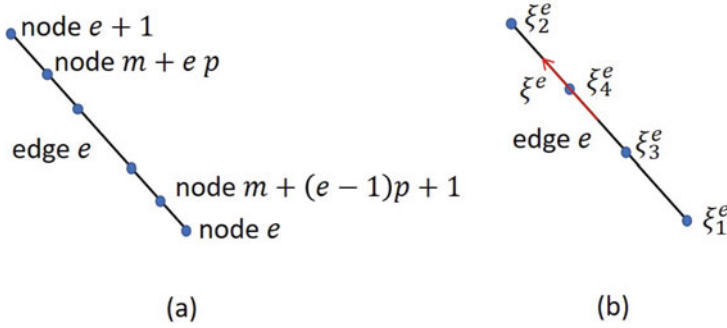 node e + 1
node m + e p
edge e
node m + (e − 1)p + 1
node e
(a)
ξ₂ᵉ
ξᵉ
ξ₄ᵉ
edge e
ξ₃ᵉ
ξ₁ᵉ
(b)